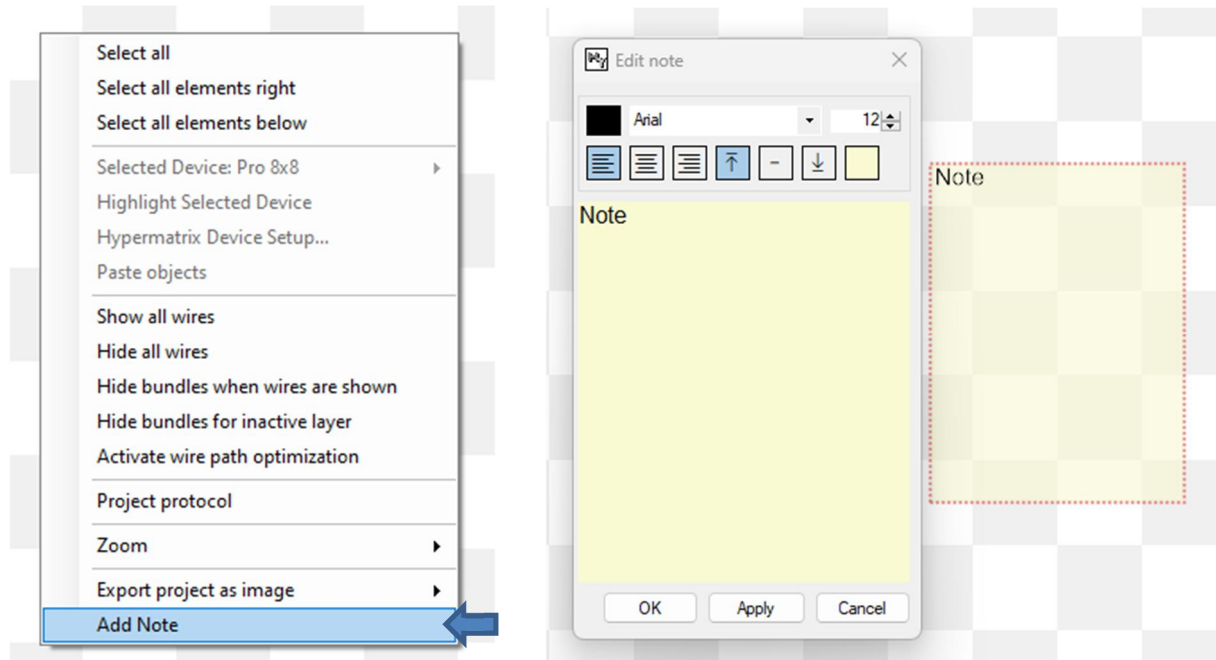 Select all
Select all elements right
Select all elements below
Selected Device: Pro 8x8
Highlight Selected Device
Hypermatrix Device Setup...
Paste objects
Show all wires
Hide all wires
Hide bundles when wires are shown
Hide bundles for inactive layer
Activate wire path optimization
Project protocol
Zoom
Export project as image
Add Note
Edit note
Arial 12
Note
OK Apply Cancel
Note